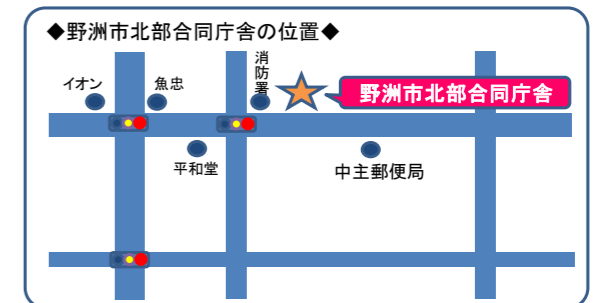 ◆野洲市北部合同庁舎の位置◆
イオン
魚忠
消防署
野洲市北部合同庁舎
平和堂
中主郵便局